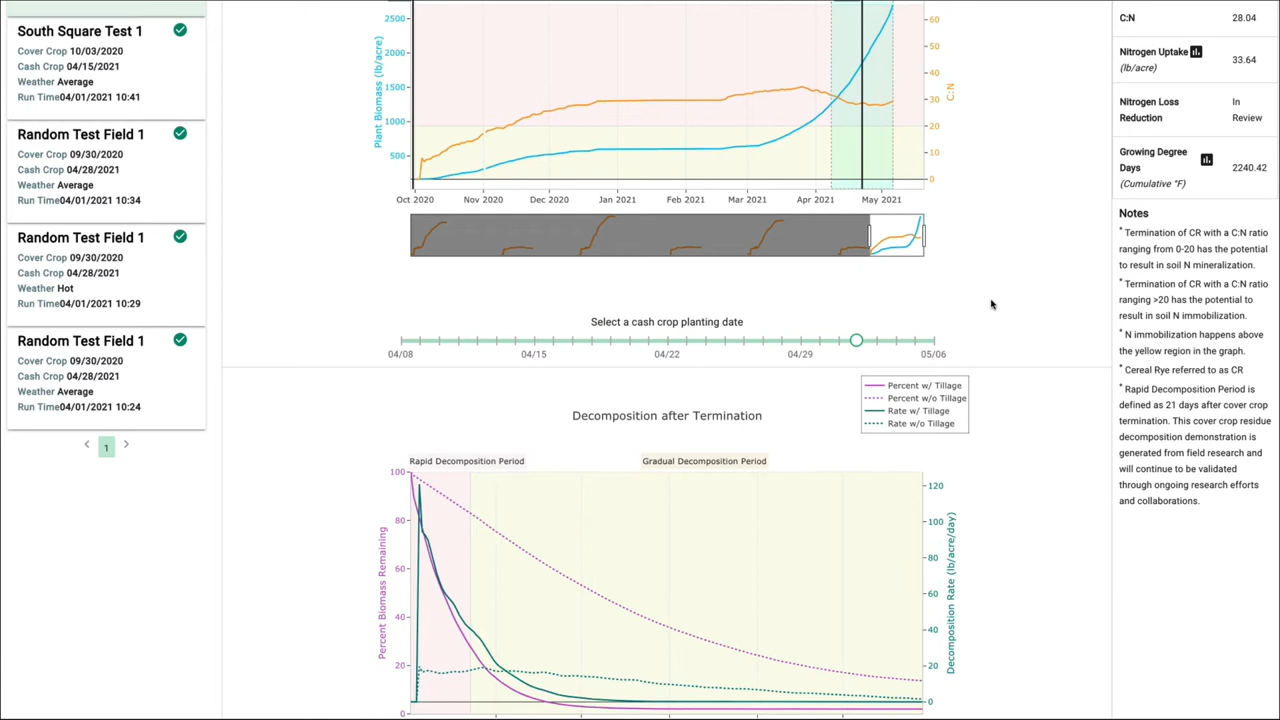 South Square Test 1
Cover Crop 10/03/2020
Cash Crop 04/15/2021
Weather Average
Run Time04/01/2021 10:41
Random Test Field 1
Cover Crop 09/30/2020
Cash Crop 04/28/2021
Weather Average
Run Time04/01/2021 10:34
Random Test Field 1
Cover Crop 09/30/2020
Cash Crop 04/28/2021
Weather Hot
Run Time04/01/2021 10:29
Random Test Field 1
Cover Crop 09/30/2020
Cash Crop 04/28/2021
Weather Average
Run Time04/01/2021 10:24
< 1 >
Plant Biomass (lb/acre)
2500
2000
1500
1000
500
60
50
40
30
20
10
0
C:N
Oct 2020 Nov 2020 Dec 2020 Jan 2021 Feb 2021 Mar 2021 Apr 2021 May 2021
Select a cash crop planting date
04/08 04/15 04/22 04/29 05/06
Decomposition after Termination
Percent w/ Tillage
Percent w/o Tillage
Rate w/ Tillage
Rate w/o Tillage
Rapid Decomposition Period Gradual Decomposition Period
Percent Biomass Remaining
100
80
60
40
20
0
120
100
80
60
40
20
0
Decomposition Rate (lb/acre/day)
C:N 28.04
Nitrogen Uptake
(lb/acre)
33.64
Nitrogen Loss
Reduction
In
Review
Growing Degree
Days
(Cumulative °F)
2240.42
Notes
* Termination of CR with a C:N ratio
ranging from 0-20 has the potential
to result in soil N mineralization.
* Termination of CR with a C:N ratio
ranging >20 has the potential to
result in soil N immobilization.
* N immobilization happens above
the yellow region in the graph.
* Cereal Rye referred to as CR
* Rapid Decomposition Period is
defined as 21 days after cover crop
termination. This cover crop residue
decomposition demonstration is
generated from field research and
will continue to be validated
through ongoing research efforts
and collaborations.